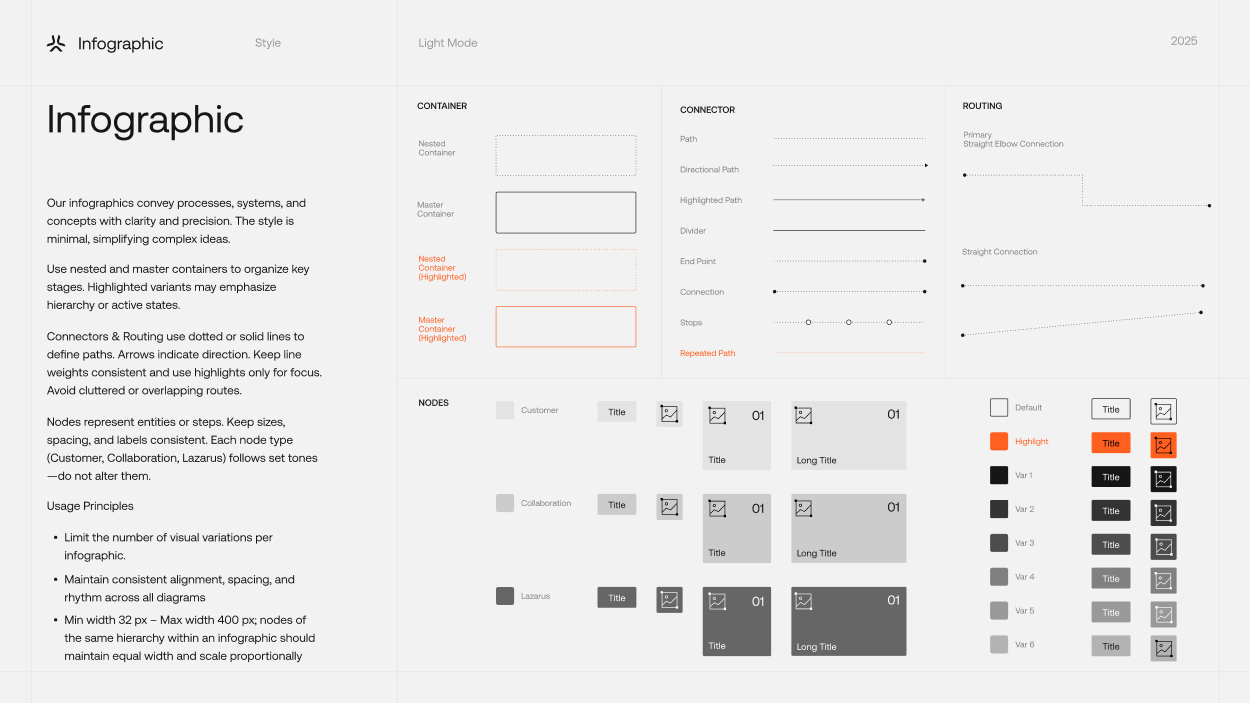 Infographic
Style
Light Mode
2025
Infographic
Our infographics convey processes, systems, and
concepts with clarity and precision. The style is
minimal, simplifying complex ideas.
Use nested and master containers to organize key
stages. Highlighted variants may emphasize
hierarchy or active states.
Connectors & Routing use dotted or solid lines to
define paths. Arrows indicate direction. Keep line
weights consistent and use highlights only for focus.
Avoid cluttered or overlapping routes.
Nodes represent entities or steps. Keep sizes,
spacing, and labels consistent. Each node type
(Customer, Collaboration, Lazarus) follows set tones
—do not alter them.
Usage Principles
• Limit the number of visual variations per
infographic.
• Maintain consistent alignment, spacing, and
rhythm across all diagrams
• Min width 32 px – Max width 400 px; nodes of
the same hierarchy within an infographic should
maintain equal width and scale proportionally
CONTAINER
Nested
Container
Master
Container
Nested
Container
(Highlighted)
Master
Container
(Highlighted)
CONNECTOR
Path
Directional Path
Highlighted Path
Divider
End Point
Connection
Stops
Repeated Path
ROUTING
Primary
Straight Elbow Connection
Straight Connection
NODES
Customer
Title
01
Title
01
Long Title
Collaboration
Title
01
Title
01
Long Title
Lazarus
Title
01
Title
01
Long Title
Default
Title
Highlight
Title
Var 1
Title
Var 2
Title
Var 3
Title
Var 4
Title
Var 5
Title
Var 6
Title